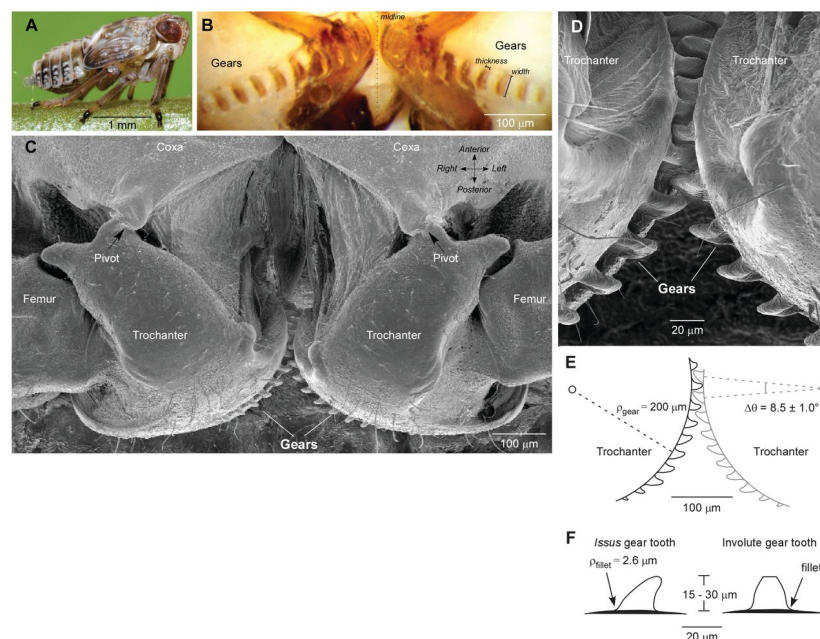 A
1 mm
B
midline
Gears
Gears
thickness
width
100 μm
C
Coxa
Coxa
Anterior
Right
Left
Posterior
Pivot
Pivot
Femur
Femur
Trochanter
Trochanter
Gears
100 μm
D
Trochanter
Trochanter
Gears
20 μm
E
ρgear = 200 μm
Δθ = 8.5 ± 1.0°
Trochanter
Trochanter
100 μm
F
Issus gear tooth
Involute gear tooth
ρfillet = 2.6 μm
fillet
15 - 30 μm
20 μm